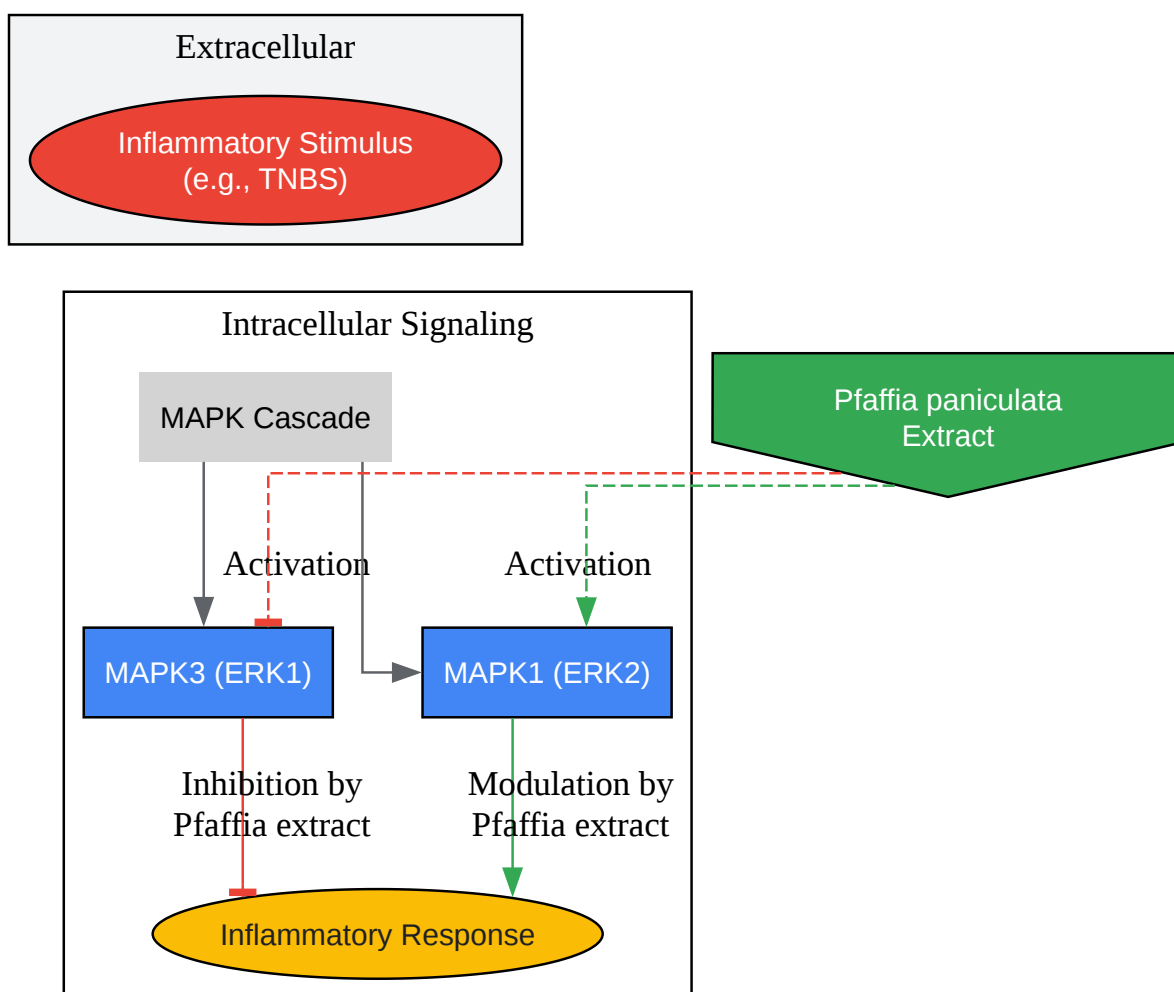 Extracellular
Inflammatory Stimulus
(e.g., TNBS)
Intracellular Signaling
MAPK Cascade
Pfaffia paniculata
Extract
Activation
Activation
MAPK3 (ERK1)
MAPK1 (ERK2)
Inhibition by
Pfaffia extract
Modulation by
Pfaffia extract
Inflammatory Response